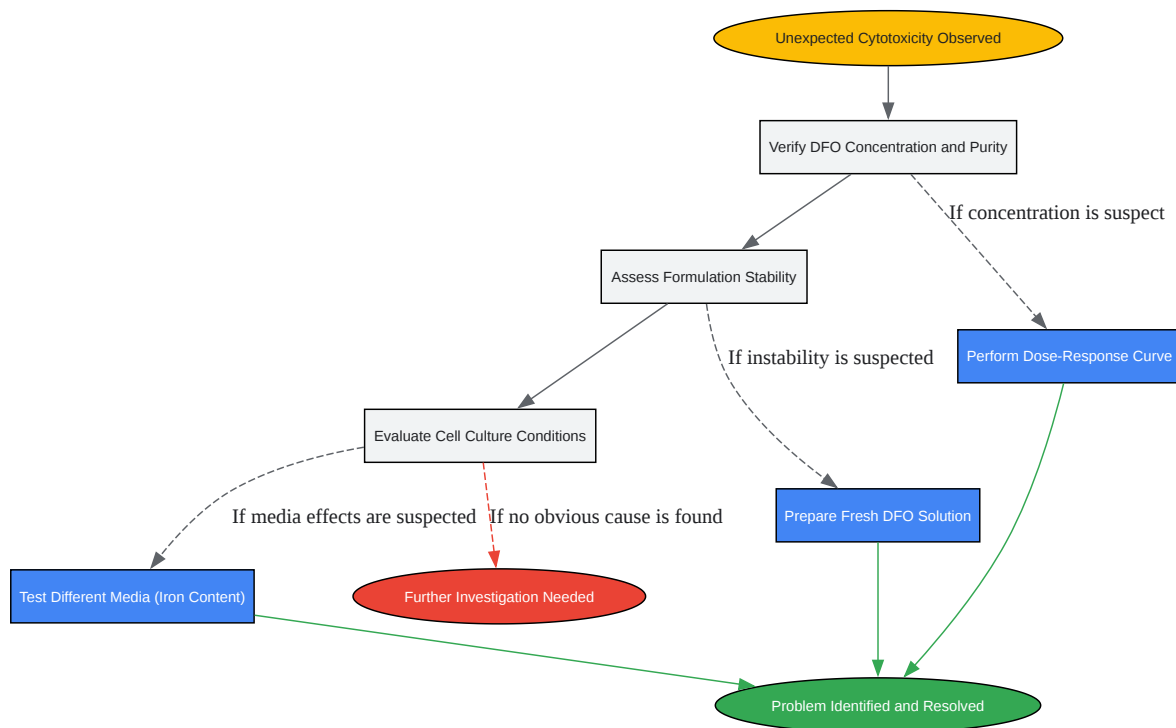 Unexpected Cytotoxicity Observed
Verify DFO Concentration and Purity
If concentration is suspect
Assess Formulation Stability
If instability is suspected
Perform Dose-Response Curve
Evaluate Cell Culture Conditions
If media effects are suspected
If no obvious cause is found
Prepare Fresh DFO Solution
Test Different Media (Iron Content)
Further Investigation Needed
Problem Identified and Resolved